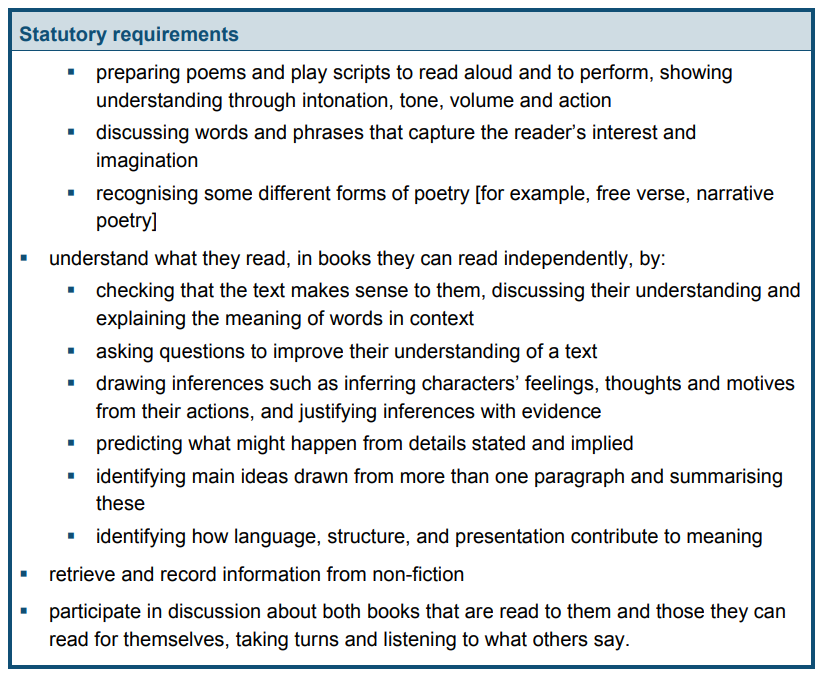 Statutory requirements
▪ preparing poems and play scripts to read aloud and to perform, showing
understanding through intonation, tone, volume and action
▪ discussing words and phrases that capture the reader’s interest and
imagination
▪ recognising some different forms of poetry [for example, free verse, narrative
poetry]
▪ understand what they read, in books they can read independently, by:
▪ checking that the text makes sense to them, discussing their understanding and
explaining the meaning of words in context
▪ asking questions to improve their understanding of a text
▪ drawing inferences such as inferring characters’ feelings, thoughts and motives
from their actions, and justifying inferences with evidence
▪ predicting what might happen from details stated and implied
▪ identifying main ideas drawn from more than one paragraph and summarising
these
▪ identifying how language, structure, and presentation contribute to meaning
▪ retrieve and record information from non-fiction
▪ participate in discussion about both books that are read to them and those they can
read for themselves, taking turns and listening to what others say.